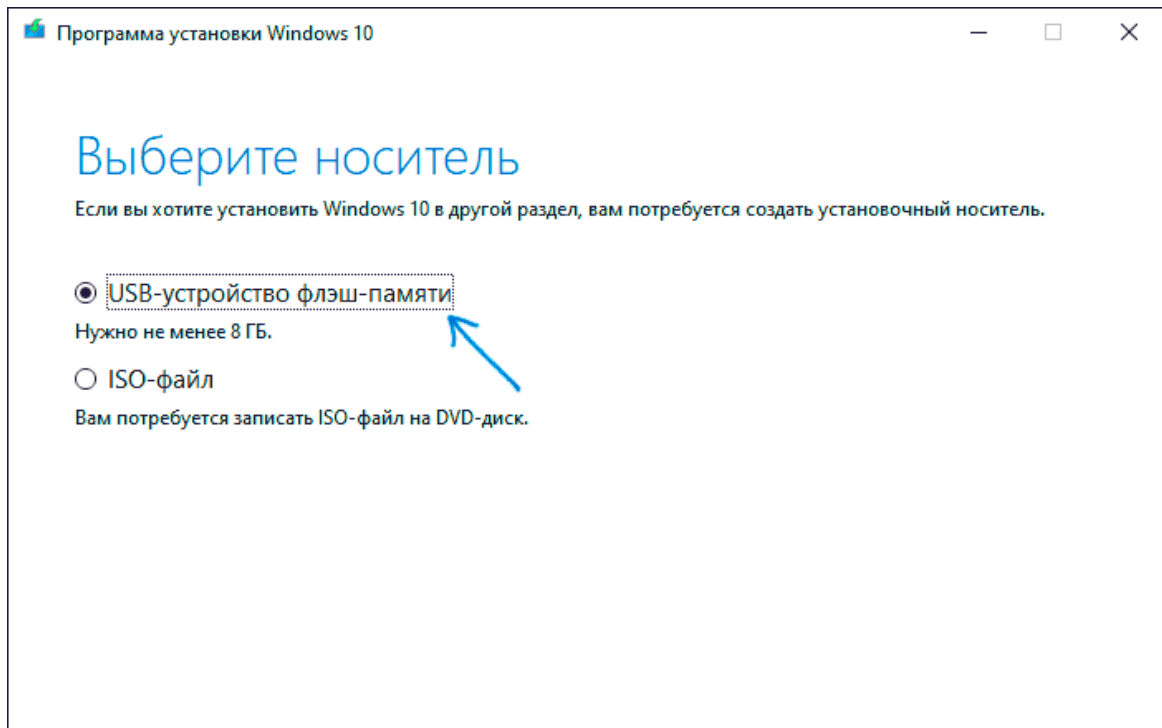 Программа установки Windows 10
Выберите носитель
Если вы хотите установить Windows 10 в другой раздел, вам потребуется создать установочный носитель.
USB-устройство флэш-памяти
Нужно не менее 8 ГБ.
ISO-файл
Вам потребуется записать ISO-файл на DVD-диск.